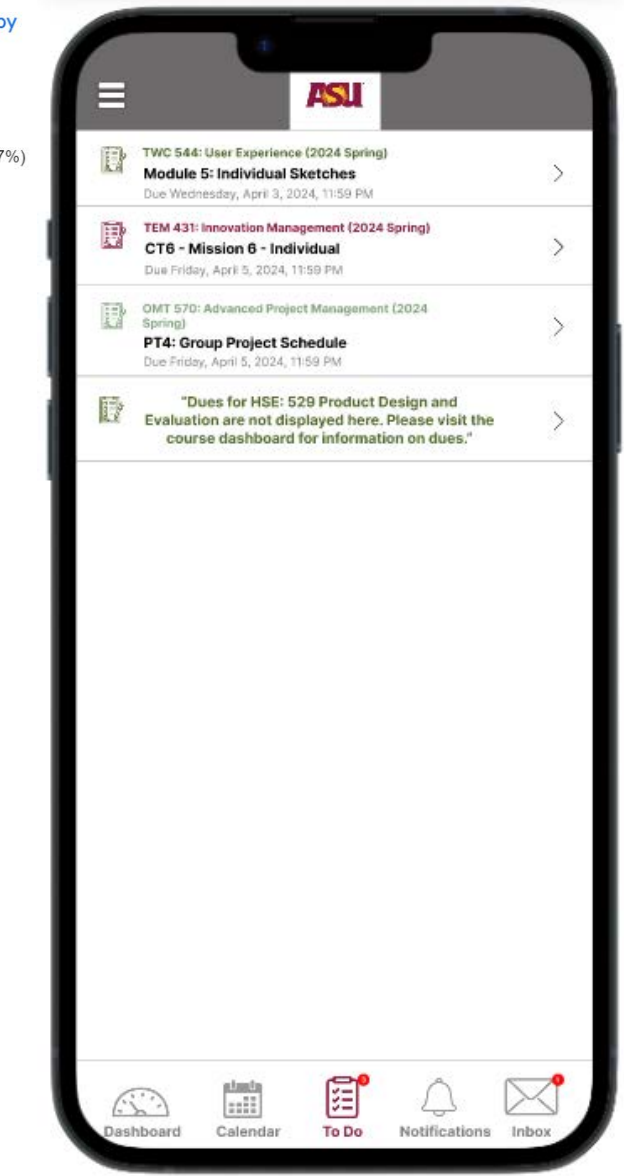 by
7%)
ASU
TWC 544: User Experience (2024 Spring)
Module 5: Individual Sketches
Due Wednesday, April 3, 2024, 11:59 PM
TEM 431: Innovation Management (2024 Spring)
CT6 - Mission 6 - Individual
Due Friday, April 5, 2024, 11:59 PM
OMT 570: Advanced Project Management (2024
Spring)
PT4: Group Project Schedule
Due Friday, April 5, 2024, 11:59 PM
"Dues for HSE: 529 Product Design and
Evaluation are not displayed here. Please visit the
course dashboard for information on dues."
3
1
Dashboard Calendar To Do Notifications Inbox